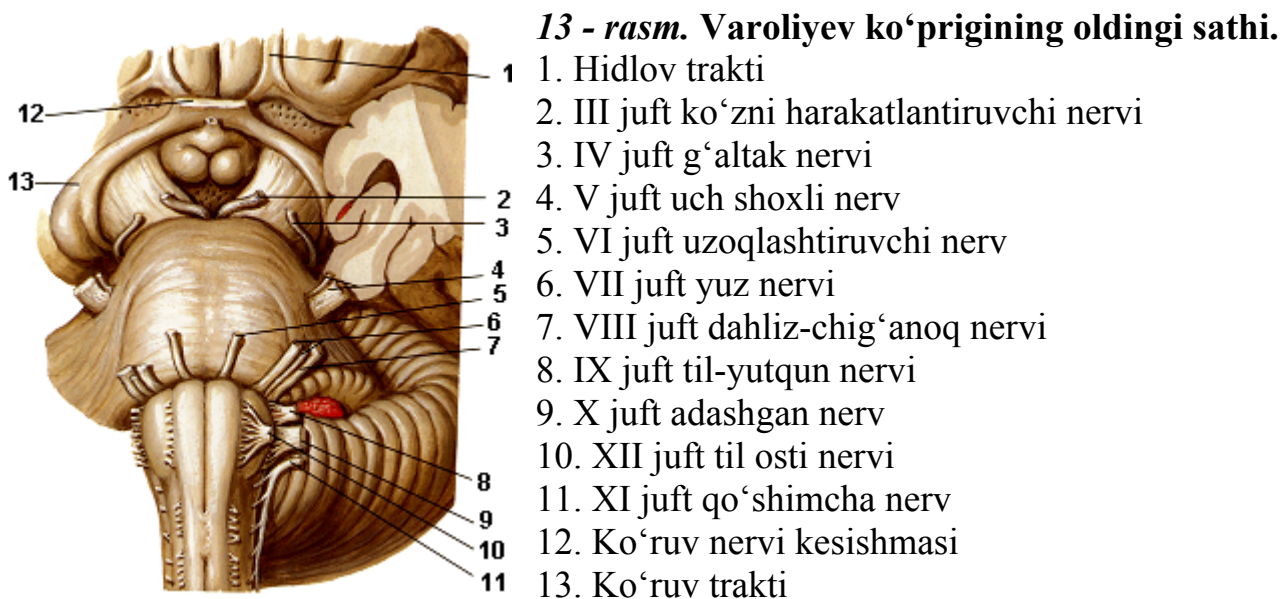 13 - rasm. Varoliyev ko‘prigining oldingi sathi.
1. Hidlov trakti
2. III juft ko‘zni harakatlantiruvchi nervi
3. IV juft g‘altak nervi
4. V juft uch shoxli nerv
5. VI juft uzoqlashtiruvchi nerv
6. VII juft yuz nervi
7. VIII juft dahliz-chig‘anoq nervi
8. IX juft til-yutqun nervi
9. X juft adashgan nerv
10. XII juft til osti nervi
11. XI juft qo‘shimcha nerv
12. Ko‘ruv nervi kesishmasi
13. Ko‘ruv trakti
1
12
13
2
3
4
5
6
7
8
9
10
11